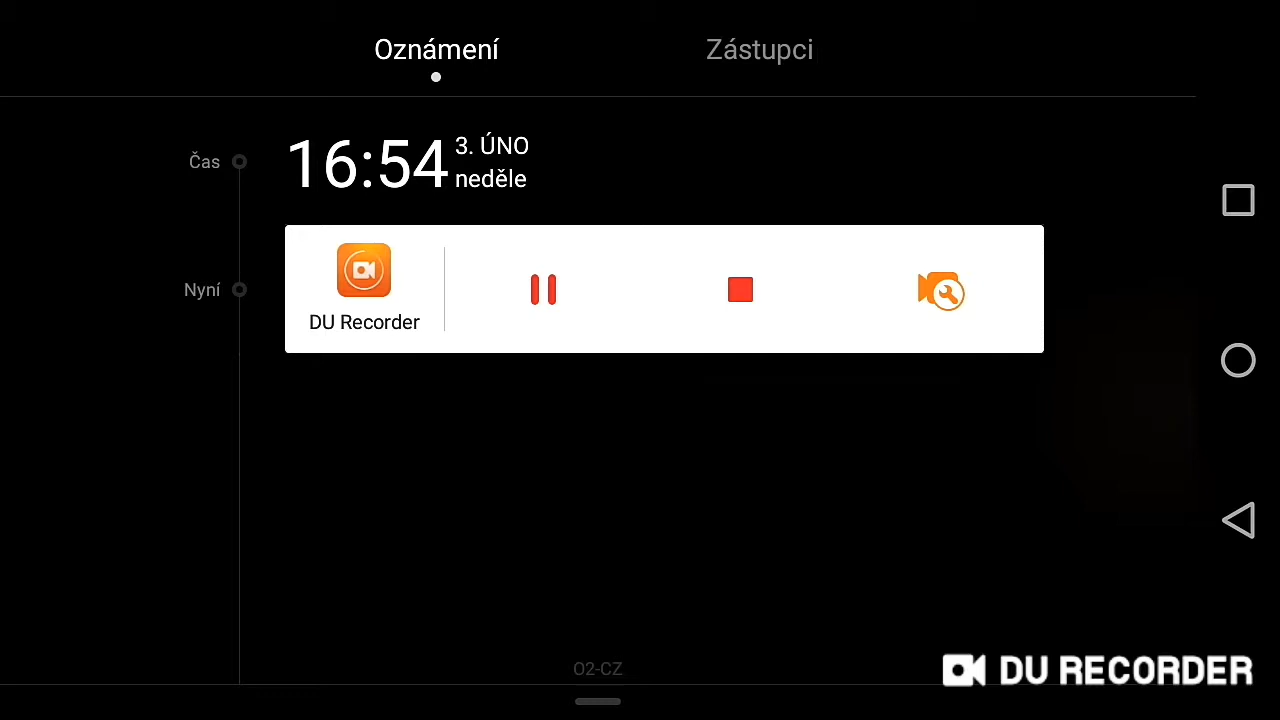 Oznámení
Zástupci
Čas
16:54
3. ÚNO
neděle
Nyní
DU Recorder
O2-CZ
DU RECORDER